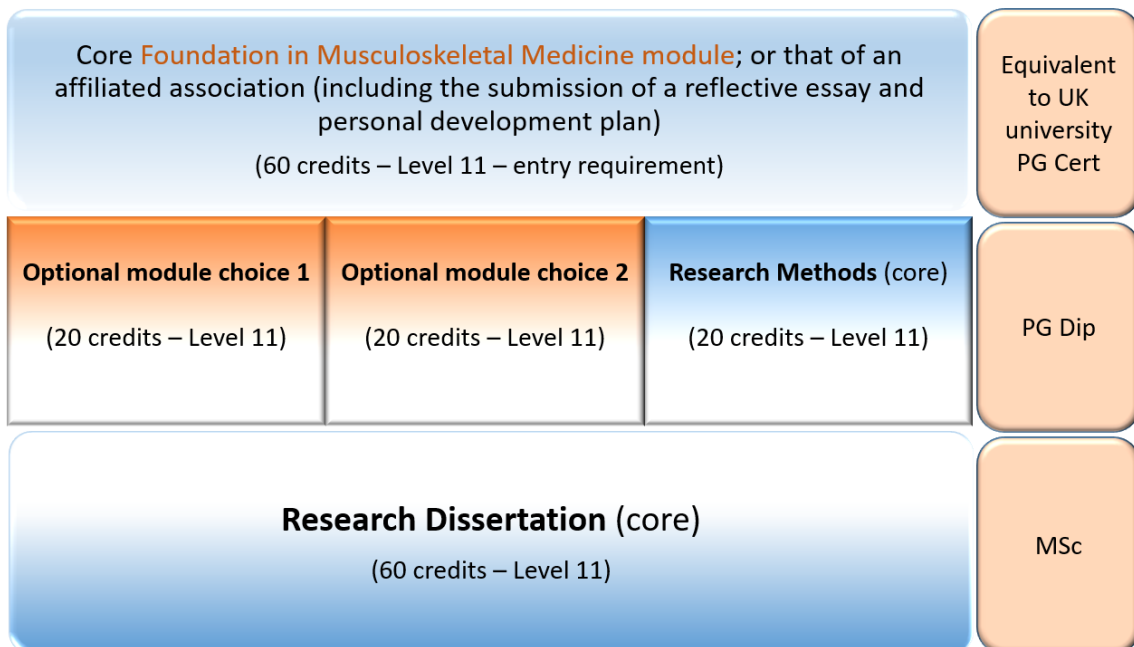 Core Foundation in Musculoskeletal Medicine module; or that of an
affiliated association (including the submission of a reflective essay and
personal development plan)
(60 credits – Level 11 – entry requirement)
Equivalent
to UK
university
PG Cert
Optional module choice 1
(20 credits – Level 11)
Optional module choice 2
(20 credits – Level 11)
Research Methods (core)
(20 credits – Level 11)
PG Dip
Research Dissertation (core)
(60 credits – Level 11)
MSc